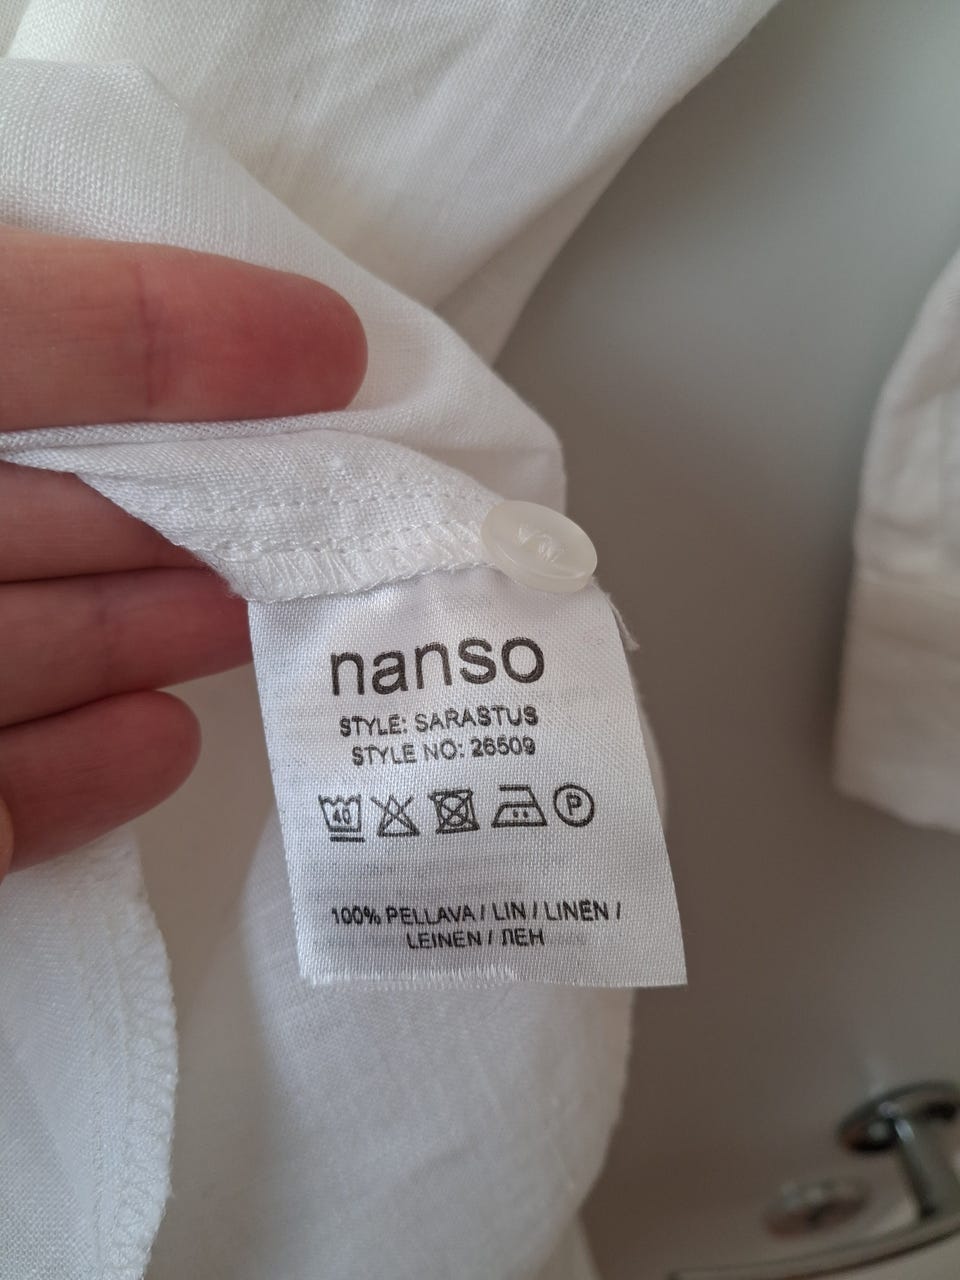 nanso
STYLE: SARASTUS
STYLE NO: 26509
40 P
100% PELLAVA / LIN / LINEN /
LEINEN / ЛЕН